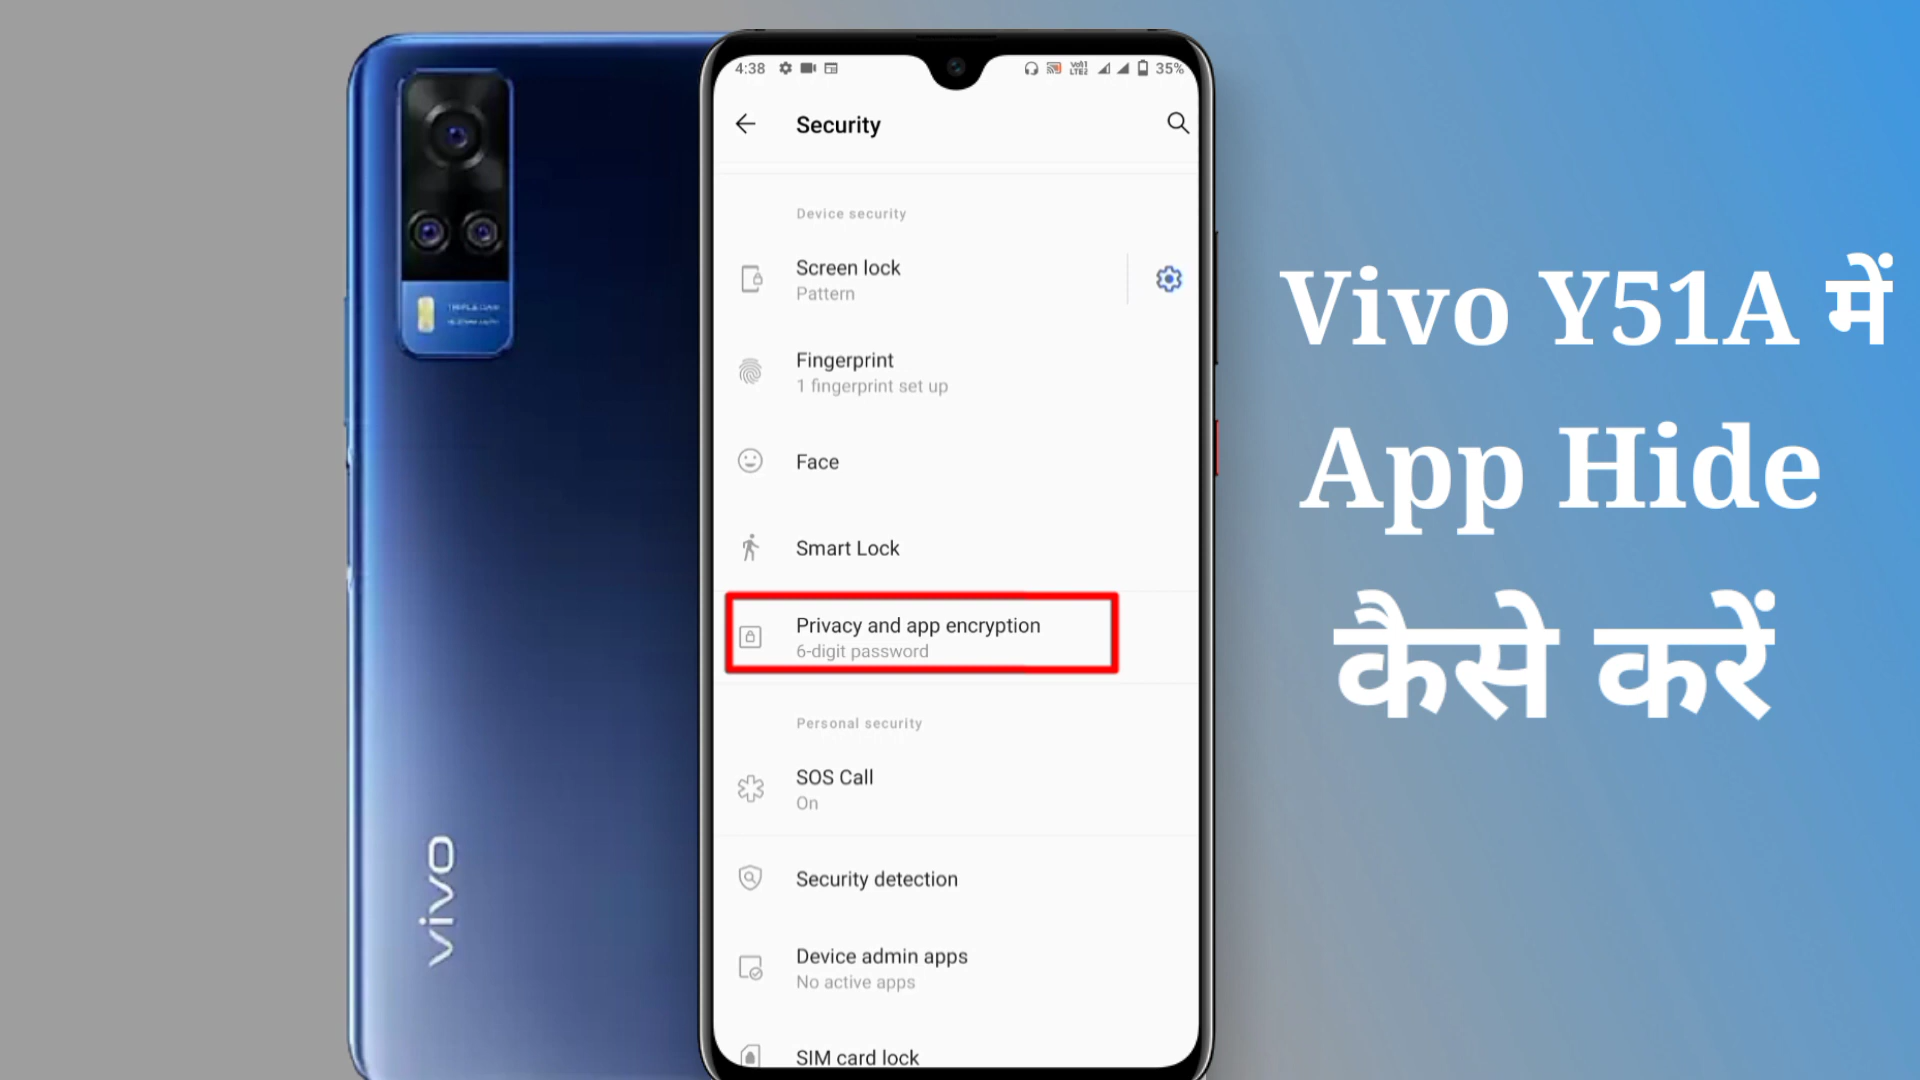 4:38
35%
Security
Device security
Screen lock
Pattern
Fingerprint
1 fingerprint set up
Face
Smart Lock
Privacy and app encryption
6-digit password
Personal security
SOS Call
On
Security detection
Device admin apps
No active apps
SIM card lock
vivo
Vivo Y51A में
App Hide
कैसे करें